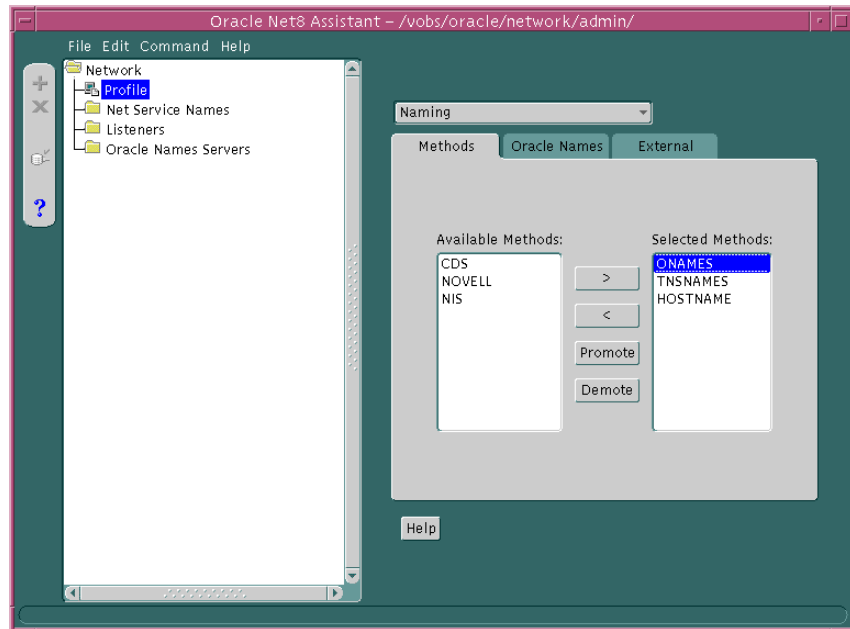 Oracle Net8 Assistant – /vobs/oracle/network/admin/
File Edit Command Help
Network
Profile
Net Service Names
Listeners
Oracle Names Servers
?
Naming
Methods Oracle Names External
Available Methods:
CDS
NOVELL
NIS
>
<
Promote
Demote
Selected Methods:
ONAMES
TNSNAMES
HOSTNAME
Help